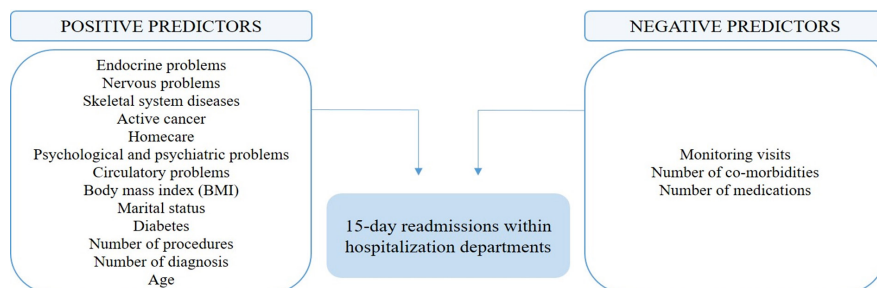 POSITIVE PREDICTORS
Endocrine problems
Nervous problems
Skeletal system diseases
Active cancer
Homecare
Psychological and psychiatric problems
Circulatory problems
Body mass index (BMI)
Marital status
Diabetes
Number of procedures
Number of diagnosis
Age
15-day readmissions within
hospitalization departments
NEGATIVE PREDICTORS
Monitoring visits
Number of co-morbidities
Number of medications